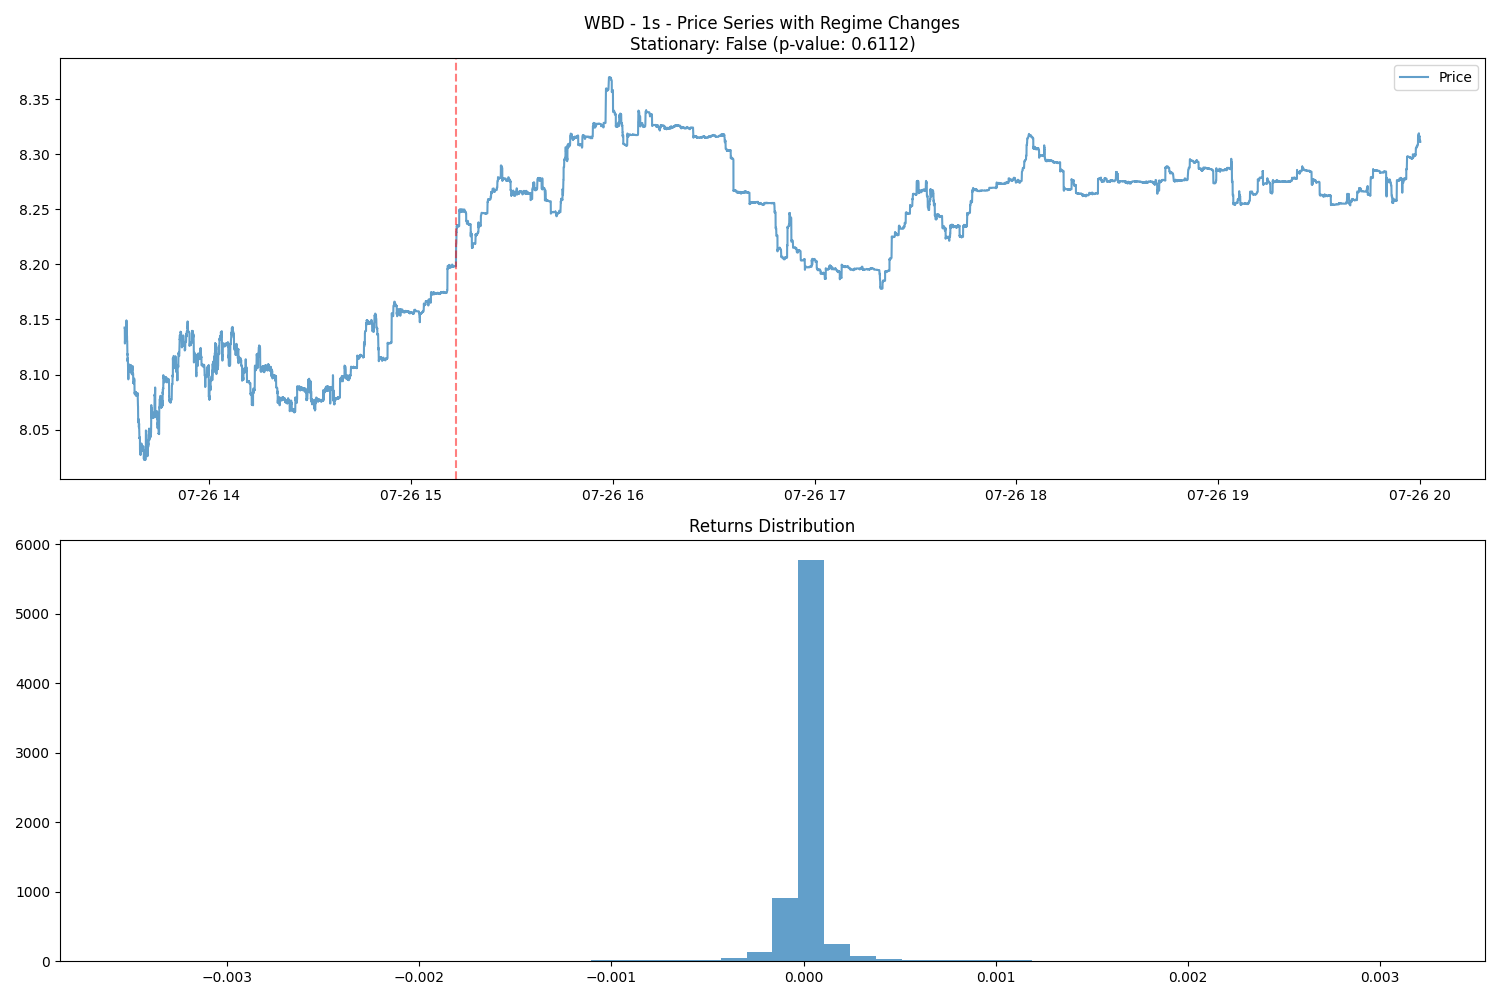 WBD - 1s - Price Series with Regime Changes
Stationary: False (p-value: 0.6112)
Price
8.35
8.30
8.25
8.20
8.15
8.10
8.05
07-26 14 07-26 15 07-26 16 07-26 17 07-26 18 07-26 19 07-26 20
Returns Distribution
6000
5000
4000
3000
2000
1000
0
−0.003 −0.002 −0.001 0.000 0.001 0.002 0.003